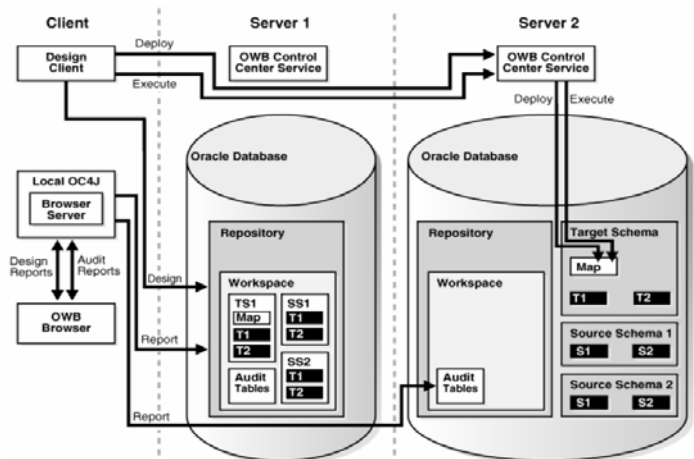 Client
Server 1
Server 2
Design
Client
Deploy
Execute
OWB Control
Center Service
OWB Control
Center Service
Deploy
Execute
Local OC4J
Browser
Server
Design
Reports
Audit
Reports
OWB
Browser
Design
Report
Report
Oracle Database
Repository
Workspace
TS1
Map
T1
T2
SS1
T1
T2
Audit
Tables
SS2
T1
T2
Oracle Database
Repository
Workspace
Audit
Tables
Target Schema
Map
T1
T2
Source Schema 1
S1
S2
Source Schema 2
S1
S2